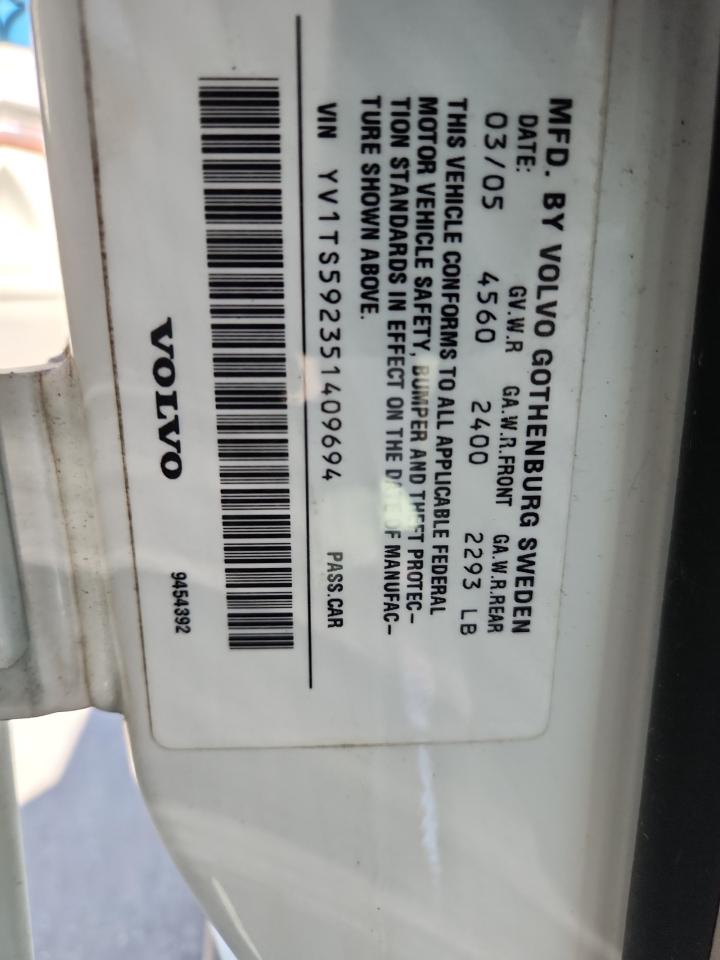 MFD. BY VOLVO GOTHENBURG SWEDEN
DATE: GV.W.R GA.W.R.FRONT GA.W.R.REAR
03/05 4560 2400 2293 LB
THIS VEHICLE CONFORMS TO ALL APPLICABLE FEDERAL
MOTOR VEHICLE SAFETY, BUMPER AND THEFT PROTEC-
TION STANDARDS IN EFFECT ON THE DATE OF MANUFAC-
TURE SHOWN ABOVE.
VIN YV1TS592351409694 PASS.CAR
VOLVO 9454392